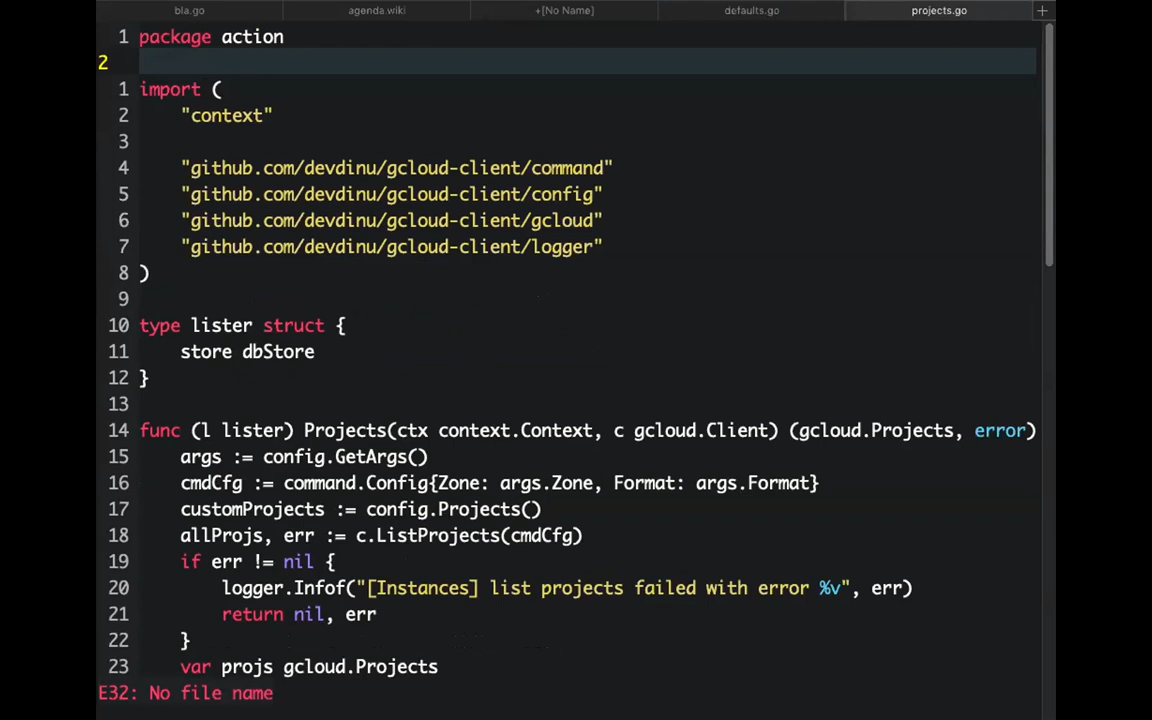 bla.go agenda.wiki +[No Name] defaults.go projects.go +
1 package action
2
1 import (
2 "context"
3
4 "github.com/devdinu/gcloud-client/command"
5 "github.com/devdinu/gcloud-client/config"
6 "github.com/devdinu/gcloud-client/gcloud"
7 "github.com/devdinu/gcloud-client/logger"
8 )
9
10 type lister struct {
11 store dbStore
12 }
13
14 func (l lister) Projects(ctx context.Context, c gcloud.Client) (gcloud.Projects, error)
15 args := config.GetArgs()
16 cmdCfg := command.Config{Zone: args.Zone, Format: args.Format}
17 customProjects := config.Projects()
18 allProjs, err := c.ListProjects(cmdCfg)
19 if err != nil {
20 logger.Infof("[Instances] list projects failed with error %v", err)
21 return nil, err
22 }
23 var projs gcloud.Projects
E32: No file name